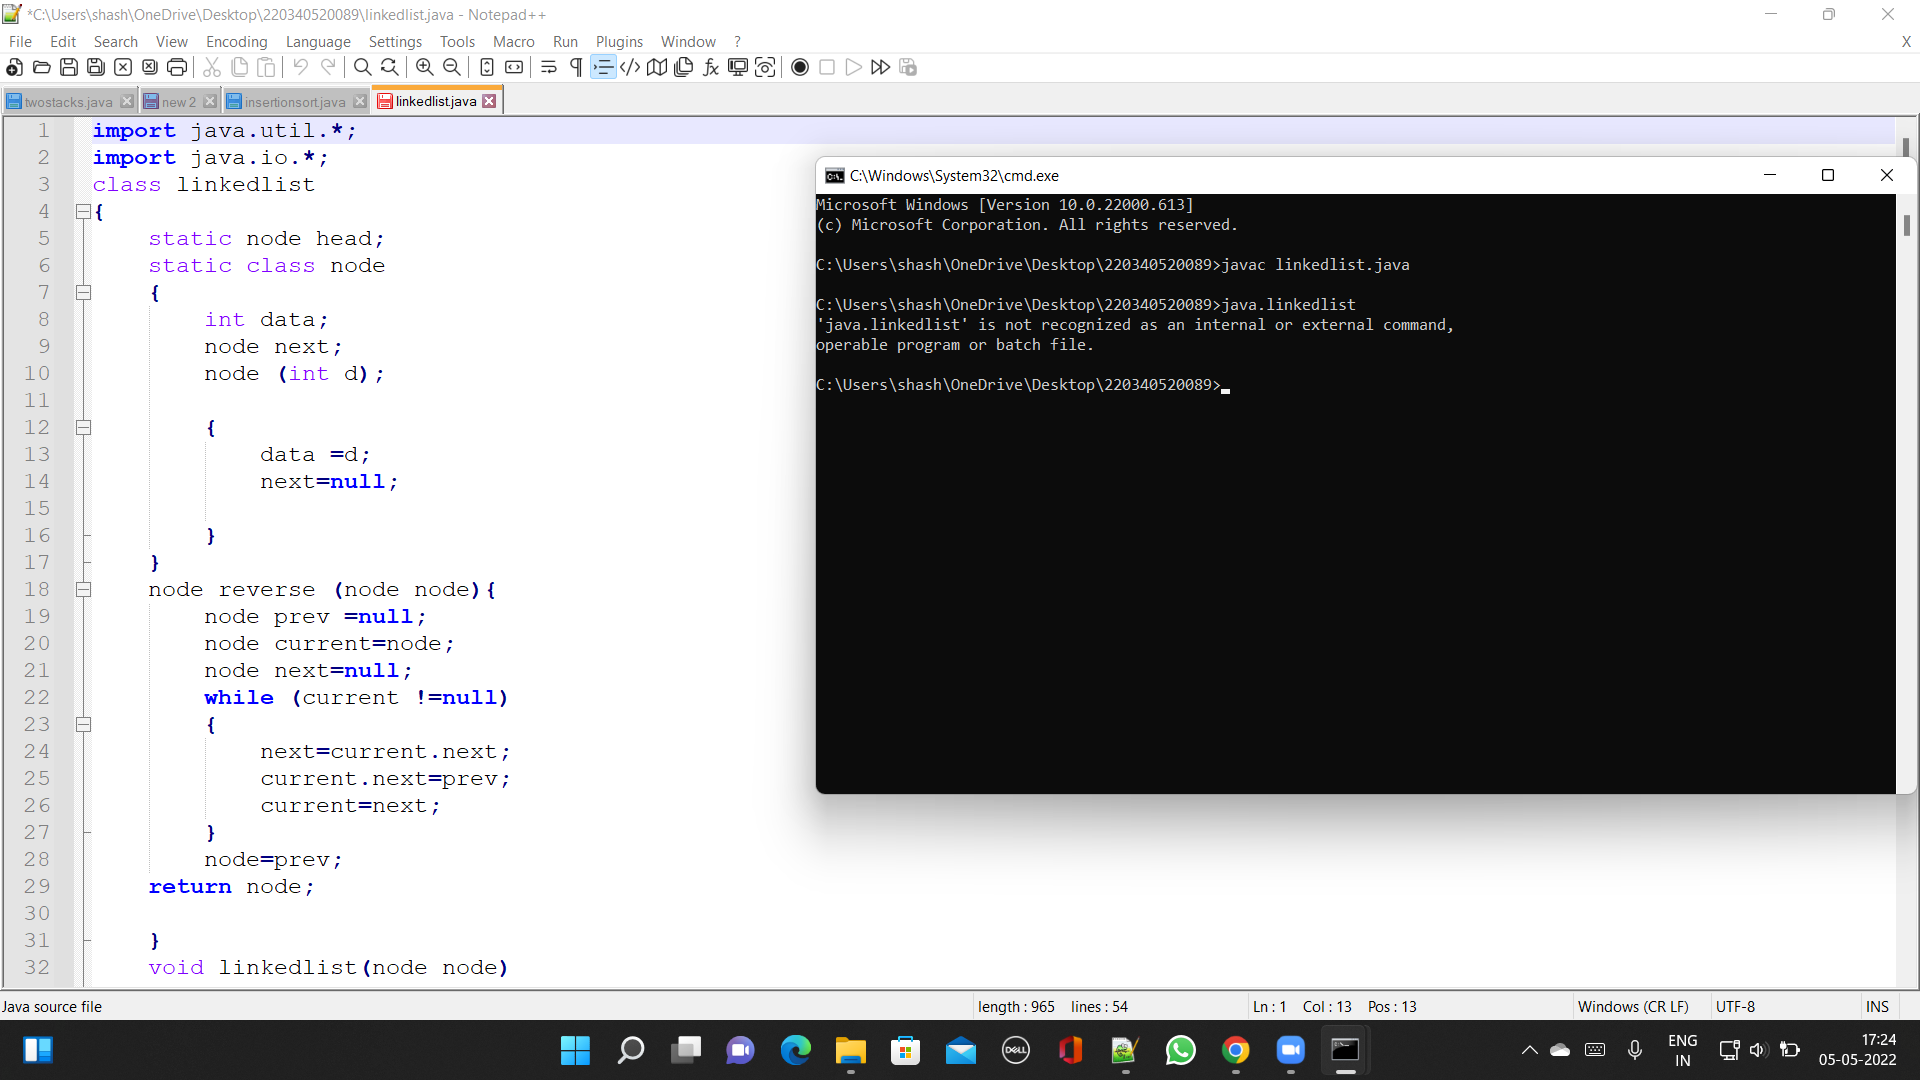 *C:\Users\shash\OneDrive\Desktop\220340520089\linkedlist.java - Notepad++
File Edit Search View Encoding Language Settings Tools Macro Run Plugins Window ? X
twostacks.java new 2 insertionsort.java linkedlist.java
1 import java.util.*;
2 import java.io.*;
3 class linkedlist
4 {
5 static node head;
6 static class node
7 {
8 int data;
9 node next;
10 node (int d);
11
12 {
13 data =d;
14 next=null;
15
16 }
17 }
18 node reverse (node node){
19 node prev =null;
20 node current=node;
21 node next=null;
22 while (current !=null)
23 {
24 next=current.next;
25 current.next=prev;
26 current=next;
27 }
28 node=prev;
29 return node;
30
31 }
32 void linkedlist(node node)
C:\Windows\System32\cmd.exe
Microsoft Windows [Version 10.0.22000.613]
(c) Microsoft Corporation. All rights reserved.
C:\Users\shash\OneDrive\Desktop\220340520089>javac linkedlist.java
C:\Users\shash\OneDrive\Desktop\220340520089>java.linkedlist
'java.linkedlist' is not recognized as an internal or external command,
operable program or batch file.
C:\Users\shash\OneDrive\Desktop\220340520089>
Java source file length : 965 lines : 54 Ln : 1 Col : 13 Pos : 13 Windows (CR LF) UTF-8 INS
DELL
ENG
IN
17:24
05-05-2022